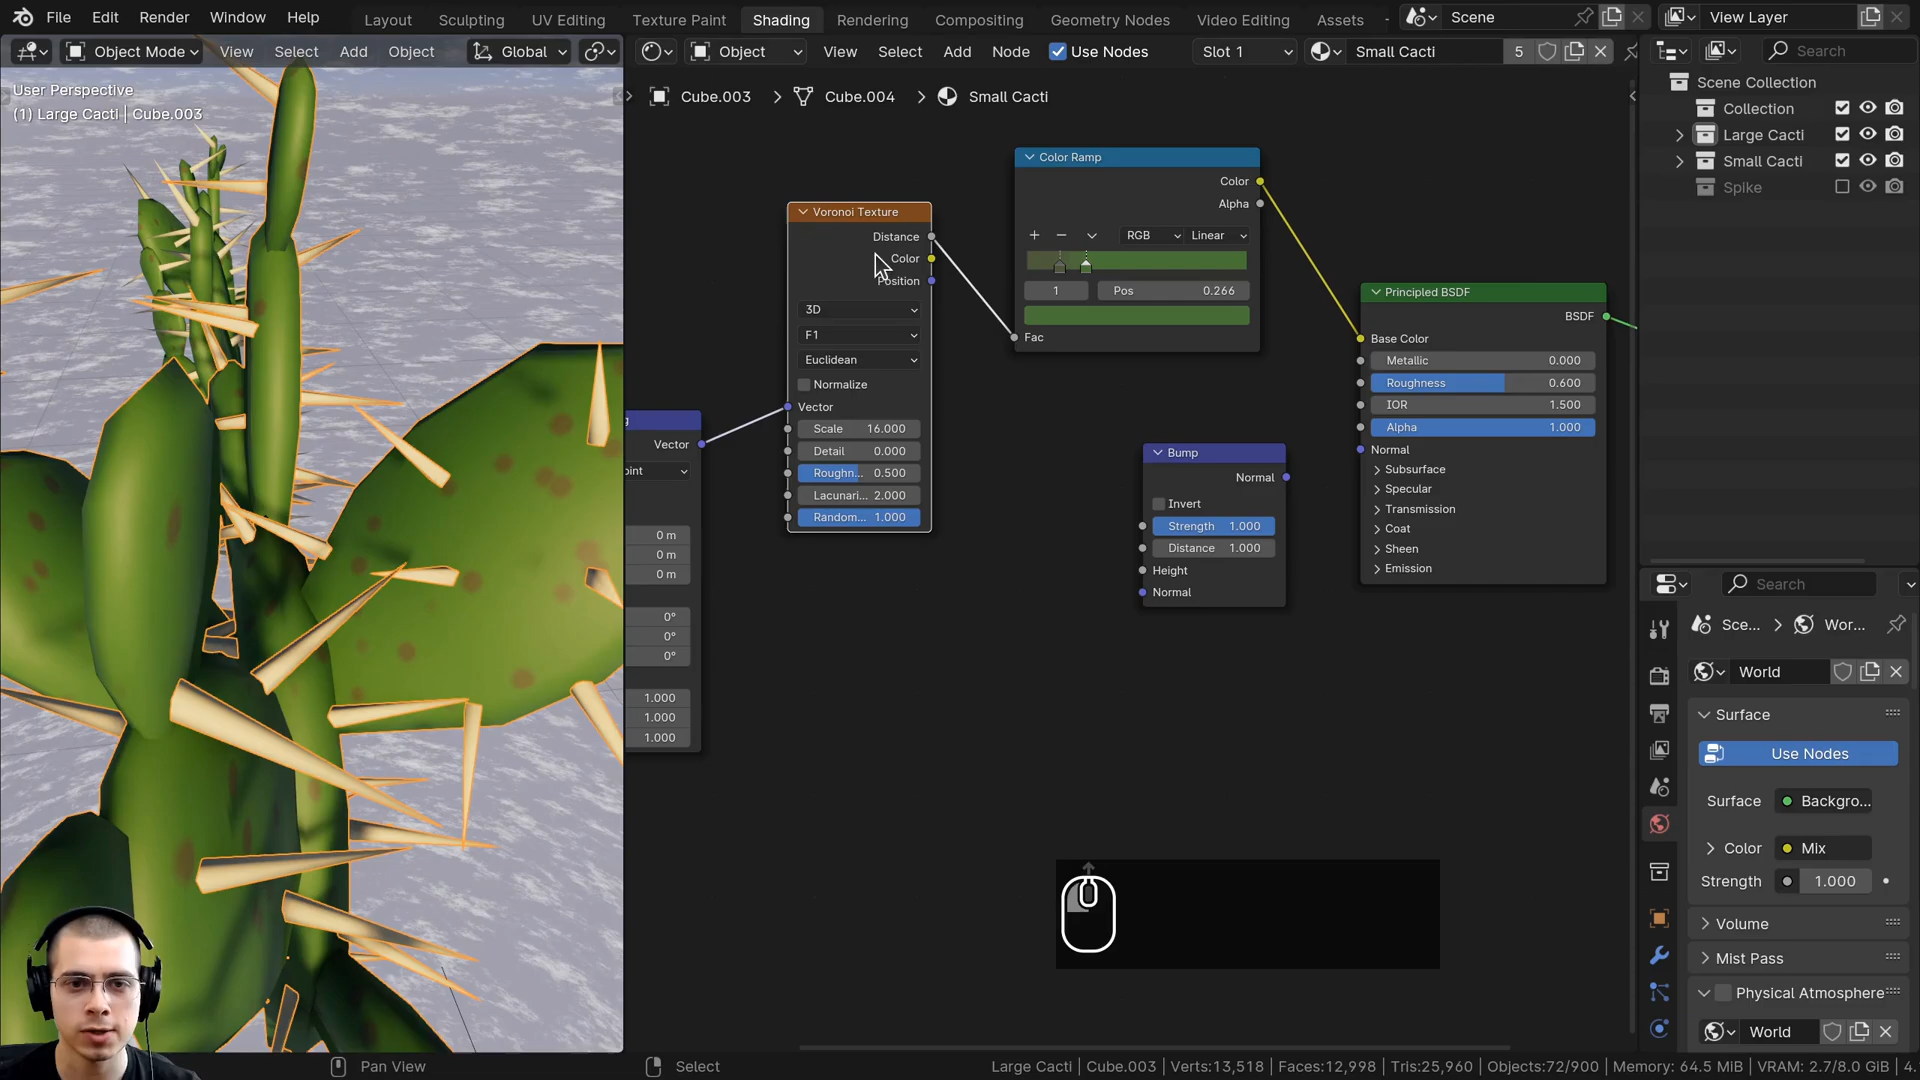 File Edit Render Window Help Layout Sculpting UV Editing Texture Paint Shading Rendering Compositing Geometry Nodes Video Editing Assets Scene View Layer
Object Mode View Select Add Object Global Object View Select Add Node Use Nodes Slot 1 Small Cacti 5 Search
User Perspective
(1) Large Cacti | Cube.003
Cube.003 > Cube.004 > Small Cacti
Scene Collection
Collection
Large Cacti
Small Cacti
Spike
Voronoi Texture
Distance
Color
Position
3D
F1
Euclidean
Normalize
Vector
Scale 16.000
Detail 0.000
Roughn... 0.500
Lacunari... 2.000
Random... 1.000
Color Ramp
Color
Alpha
+ − RGB Linear
1 Pos 0.266
Fac
g
Vector
oint
0 m
0 m
0 m
0°
0°
0°
1.000
1.000
1.000
Bump
Normal
Invert
Strength 1.000
Distance 1.000
Height
Normal
Principled BSDF
BSDF
Base Color
Metallic 0.000
Roughness 0.600
IOR 1.500
Alpha 1.000
Normal
Subsurface
Specular
Transmission
Coat
Sheen
Emission
Search
Sce... > Wor...
World
Surface
Use Nodes
Surface Backgro...
Color Mix
Strength 1.000
Volume
Mist Pass
Physical Atmosphere
World
Pan View Select Large Cacti | Cube.003 | Verts:13,518 | Faces:12,998 | Tris:25,960 | Objects:72/900 | Memory: 64.5 MiB | VRAM: 2.7/8.0 GiB | 4.